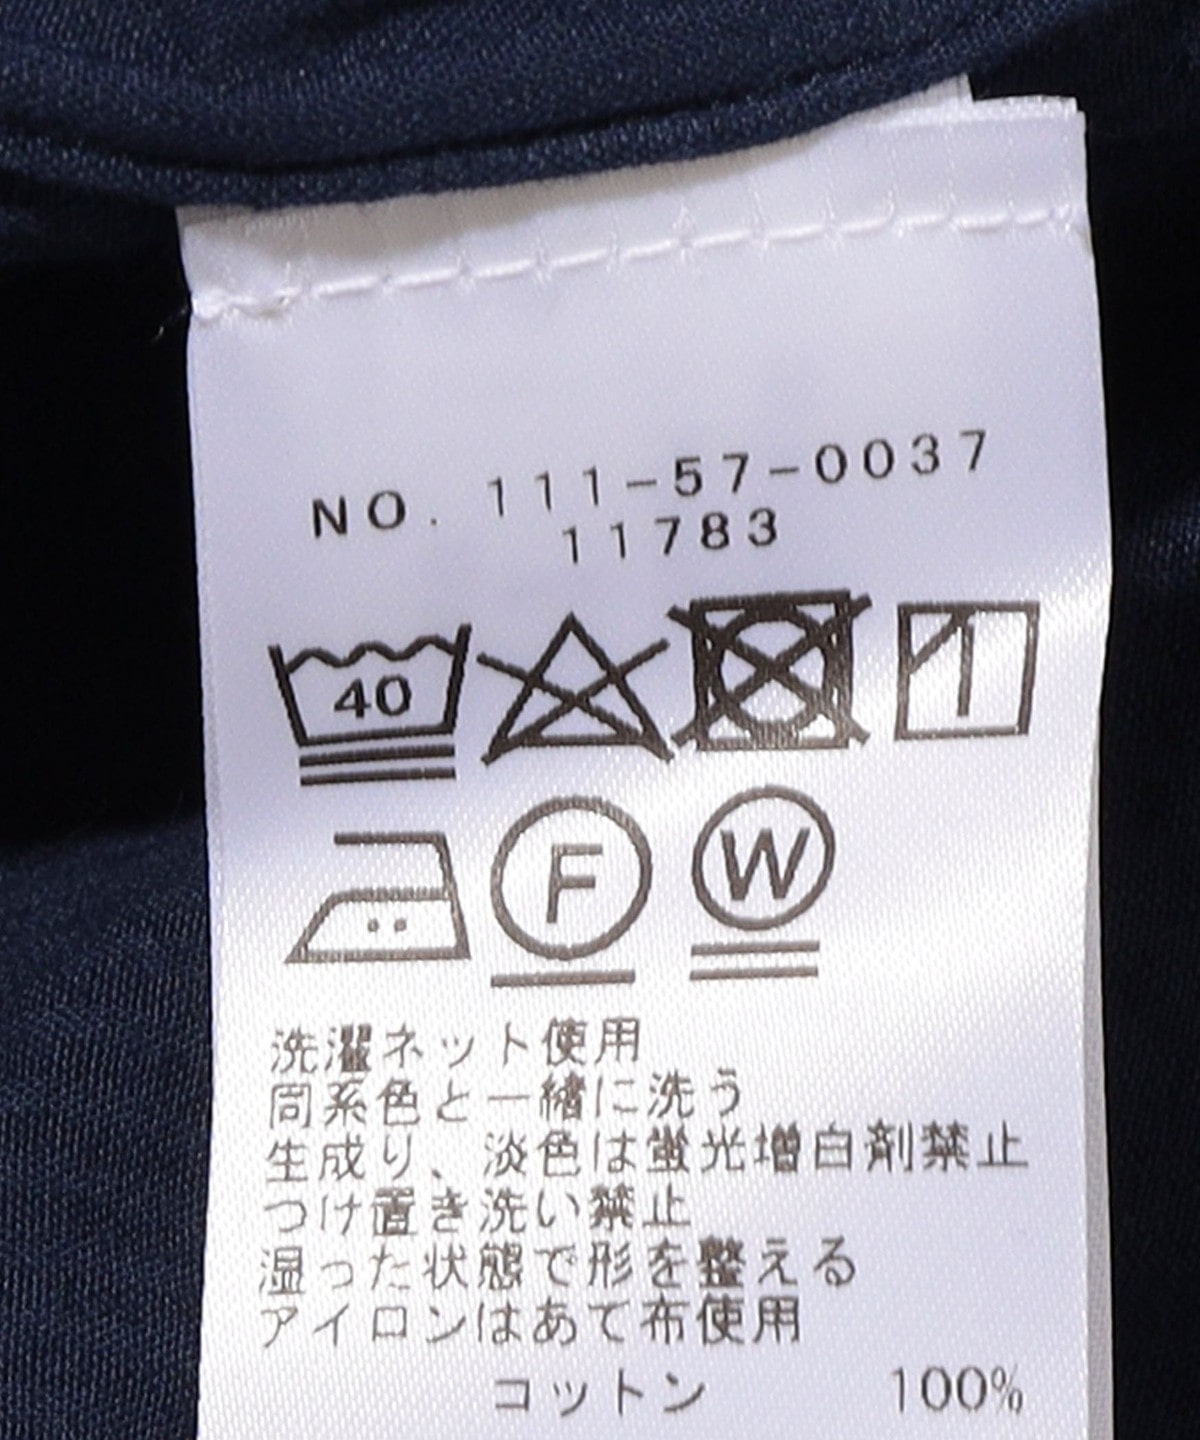 NO. 111-57-0037
11783
40
F W
洗濯ネット使用
同系色と一緒に洗う
生成り、淡色は蛍光増白剤禁止
つけ置き洗い禁止
湿った状態で形を整える
アイロンはあて布使用
コットン 100%